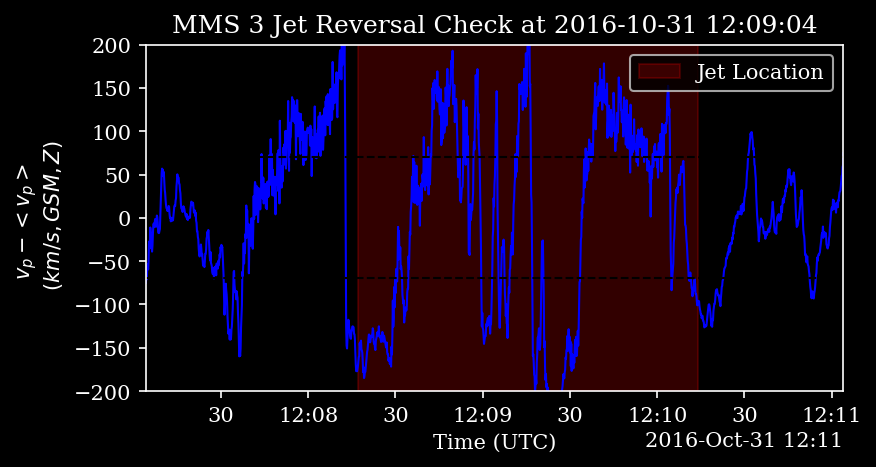 MMS 3 Jet Reversal Check at 2016-10-31 12:09:04
Jet Location
v_p - < v_p >
(km/s, GSM, Z)
200
150
100
50
0
−50
−100
−150
−200
30 12:08 30 12:09 30 12:10 30 12:11
Time (UTC)
2016-Oct-31 12:11